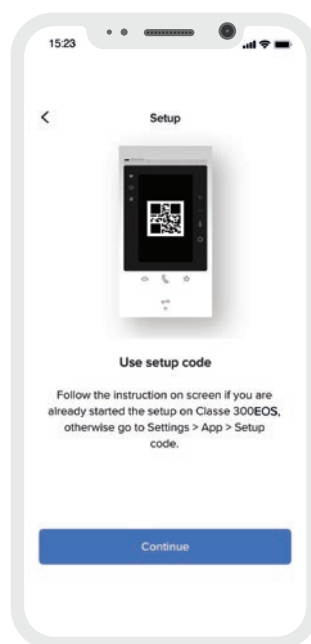 15:23
Setup
Use setup code
Follow the instruction on screen if you are
already started the setup on Classe 300EOS,
otherwise go to Settings > App > Setup
code.
Continue